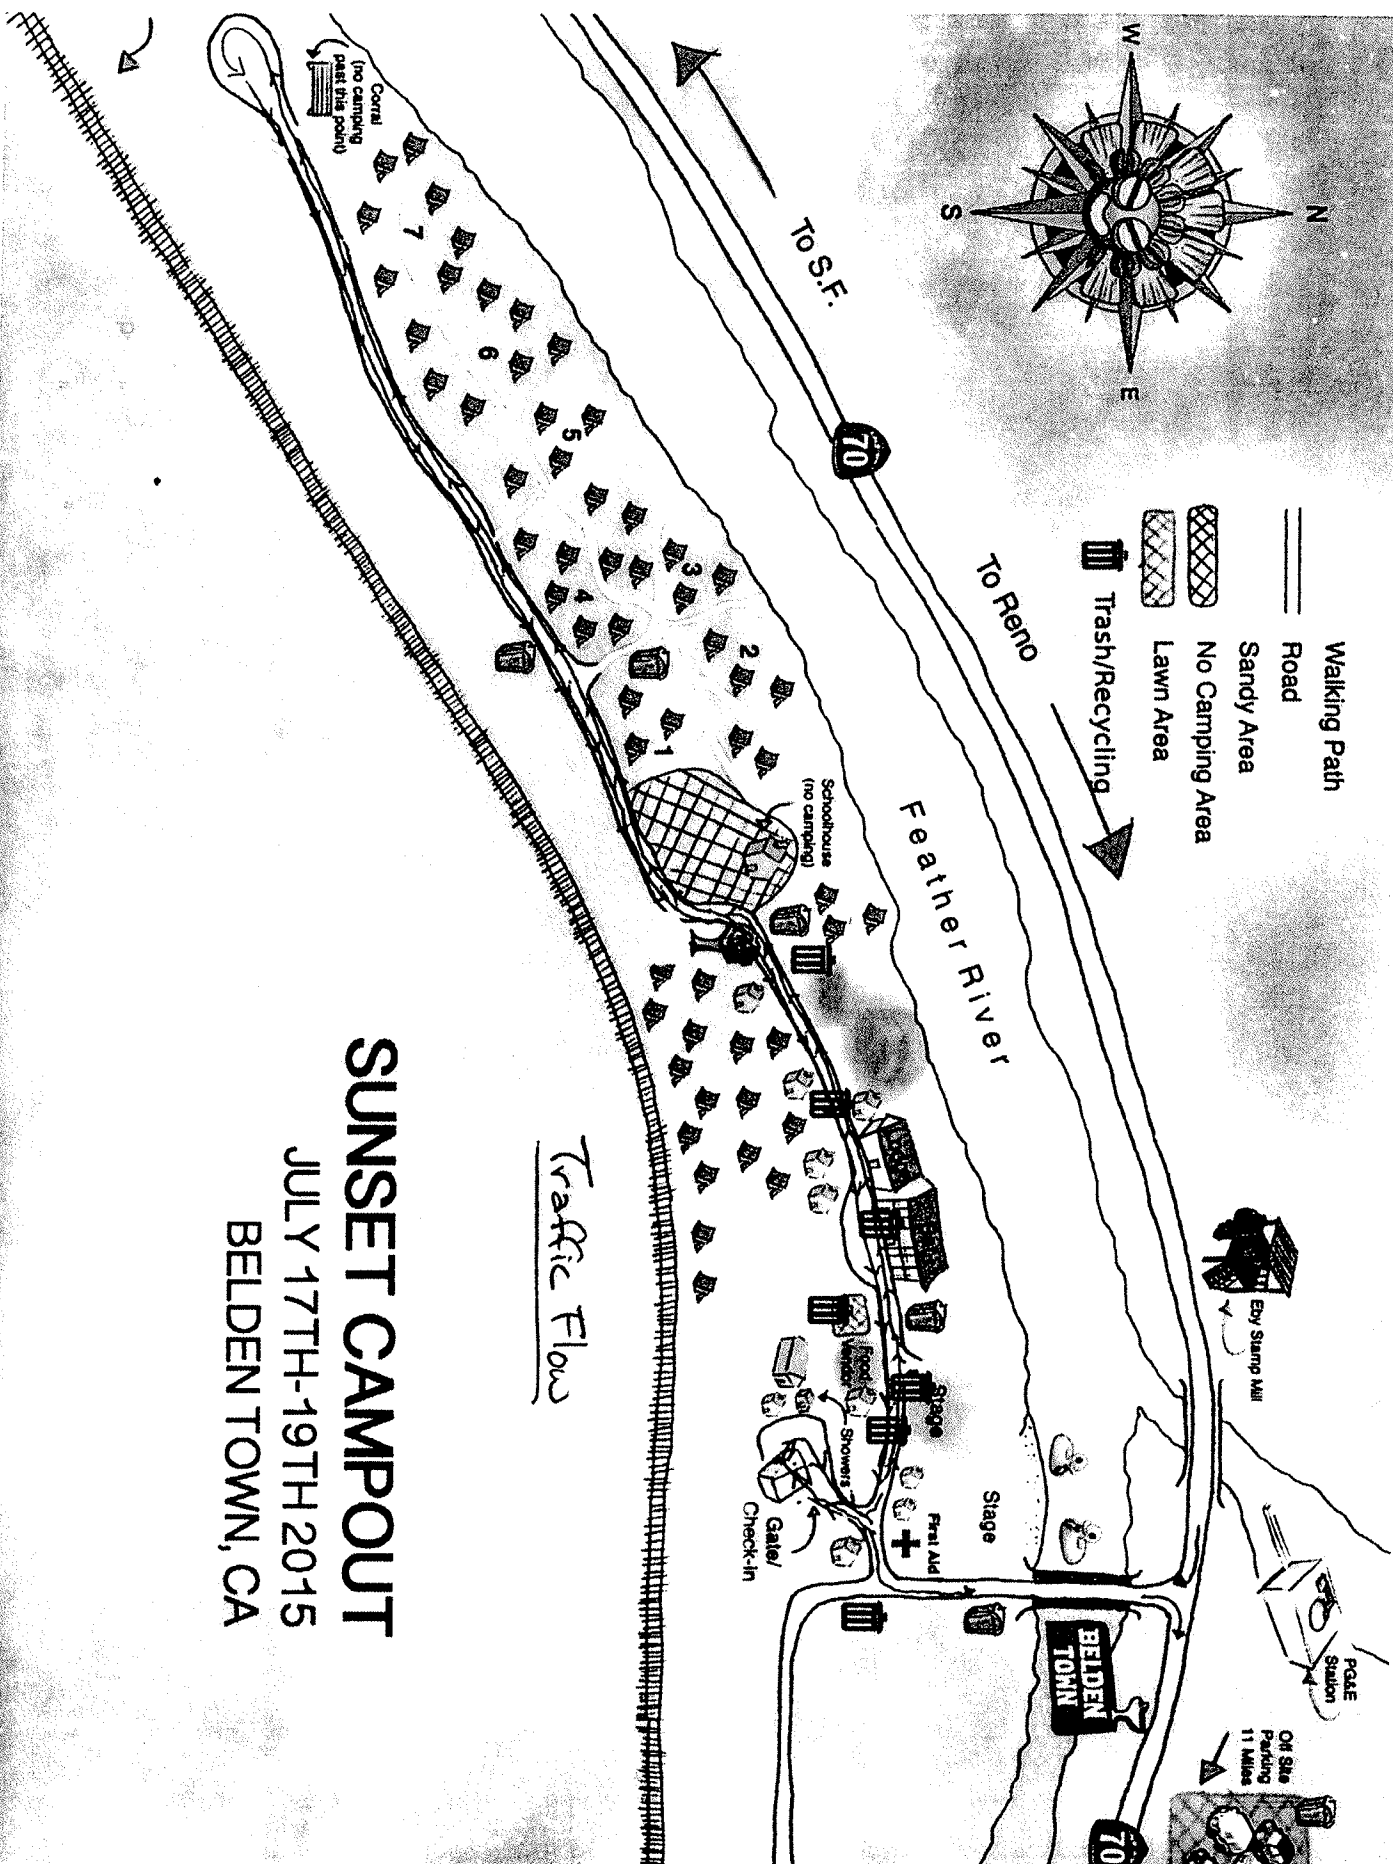 W
N
S
E
Walking Path
Road
Sandy Area
No Camping Area
Lawn Area
Trash/Recycling
To S.F.
70
To Reno
Feather River
Corral
(no camping
past this point)
7
6
5
4
3
2
1
Schoolhouse
(no camping)
Eby Stamp Mill
PG&E
Station
Off Site
Parking
11 Miles
70
BELDEN
TOWN
Stage
Stage
First Aid
Food
Vendor
Showers
Gate/
Check-in
Traffic Flow
SUNSET CAMPOUT
JULY 17TH-19TH 2015
BELDEN TOWN, CA